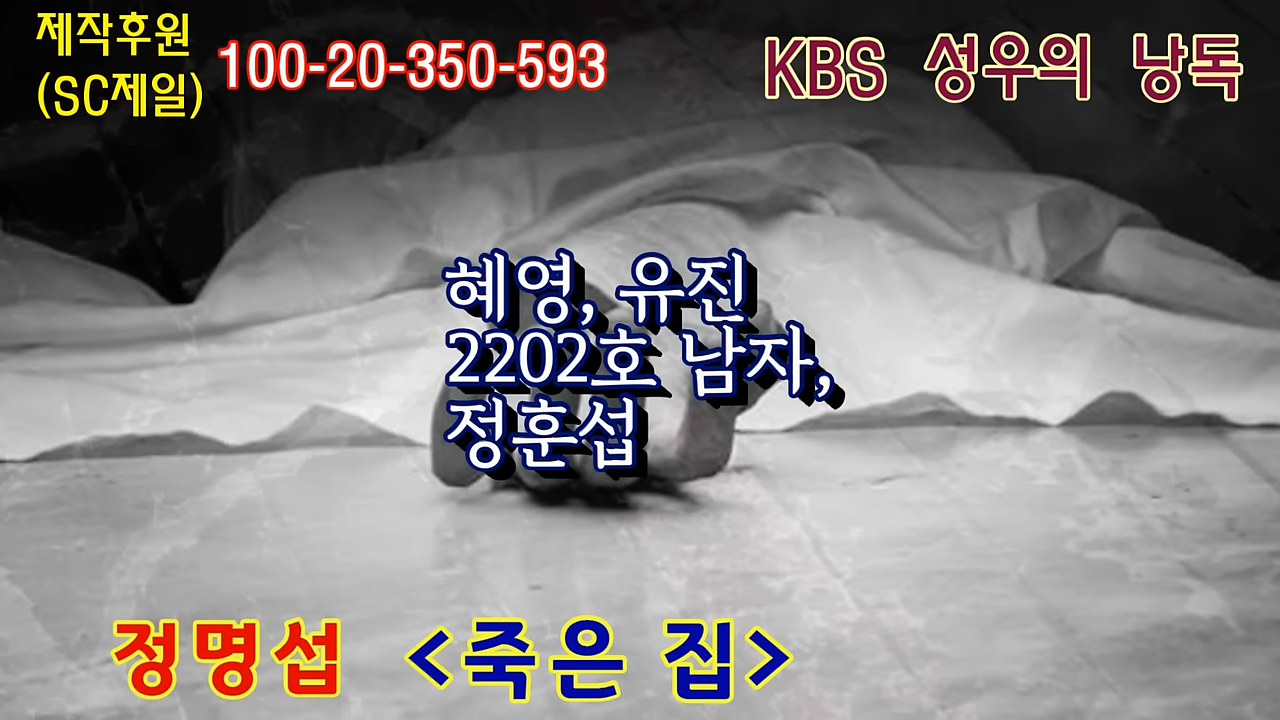 제작후원
(SC제일)
100-20-350-593
KBS 성우의 낭독
혜영, 유진
2202호 남자,
정훈섭
정명섭 <죽은 집>